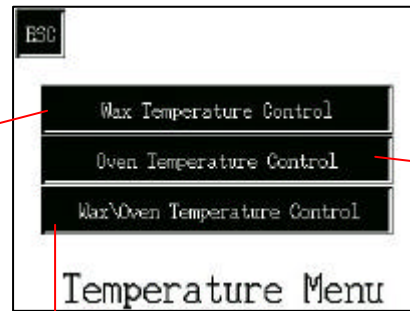 ESC
Wax Temperature Control
Oven Temperature Control
Wax\Oven Temperature Control
Temperature Menu